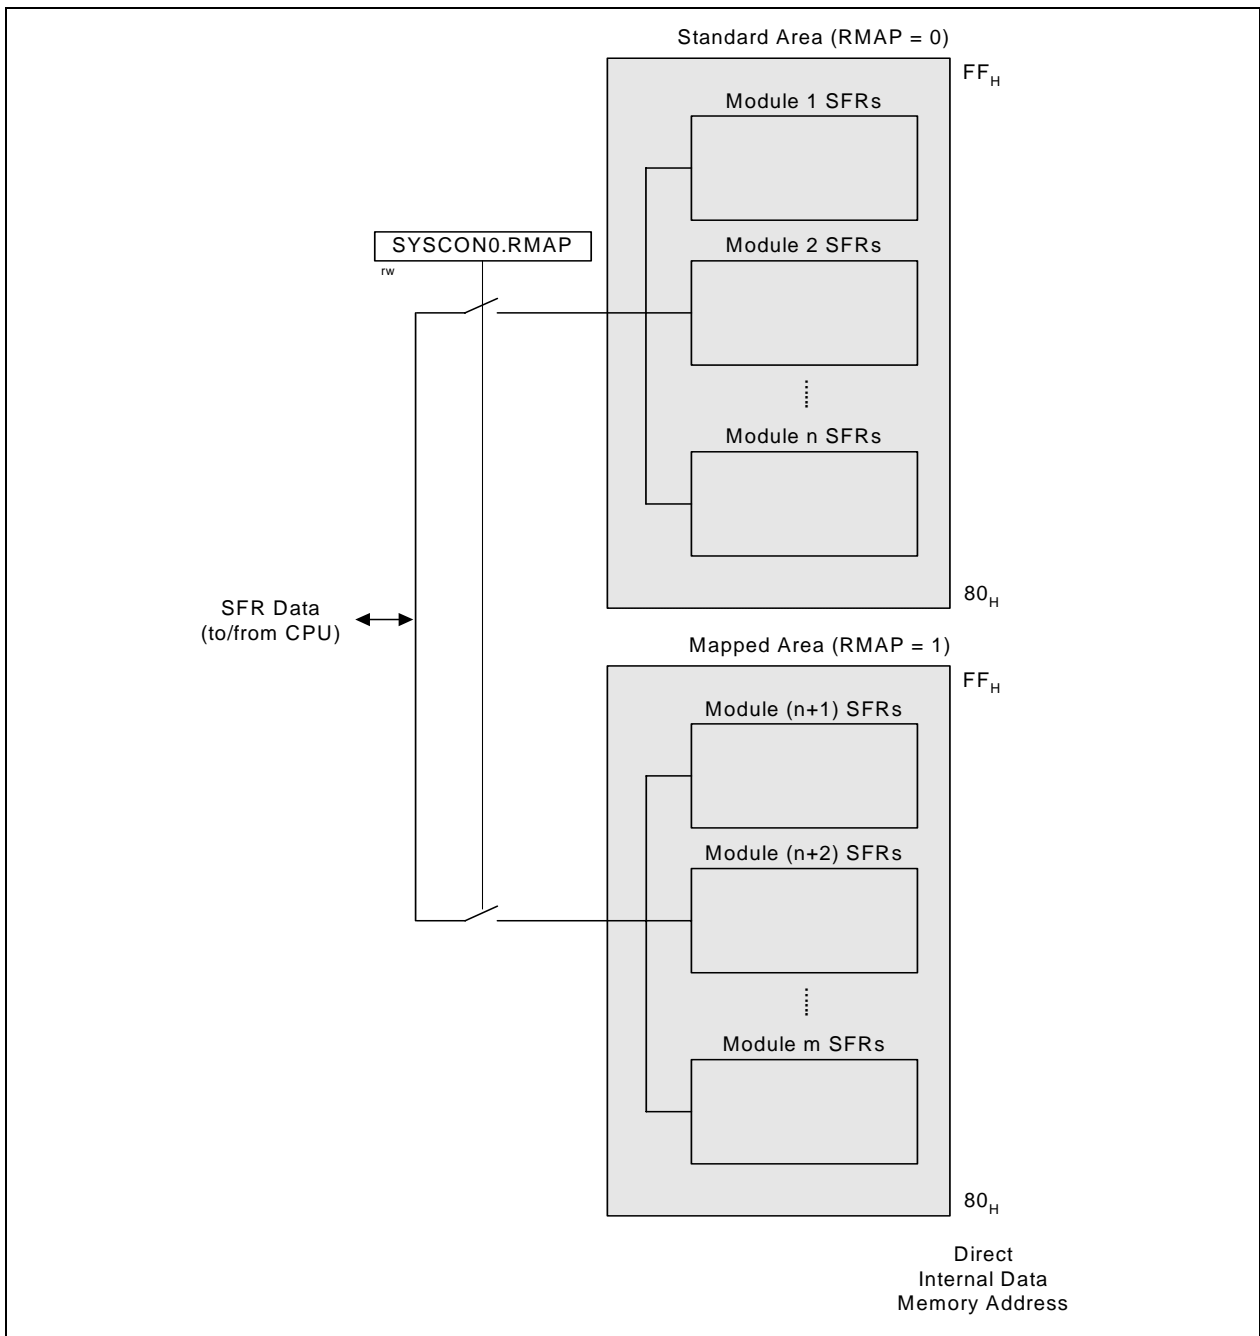 Standard Area (RMAP = 0)
FFH
Module 1 SFRs
SYSCON0.RMAP
rw
Module 2 SFRs
Module n SFRs
80H
SFR Data
(to/from CPU)
Mapped Area (RMAP = 1)
FFH
Module (n+1) SFRs
Module (n+2) SFRs
Module m SFRs
80H
Direct
Internal Data
Memory Address